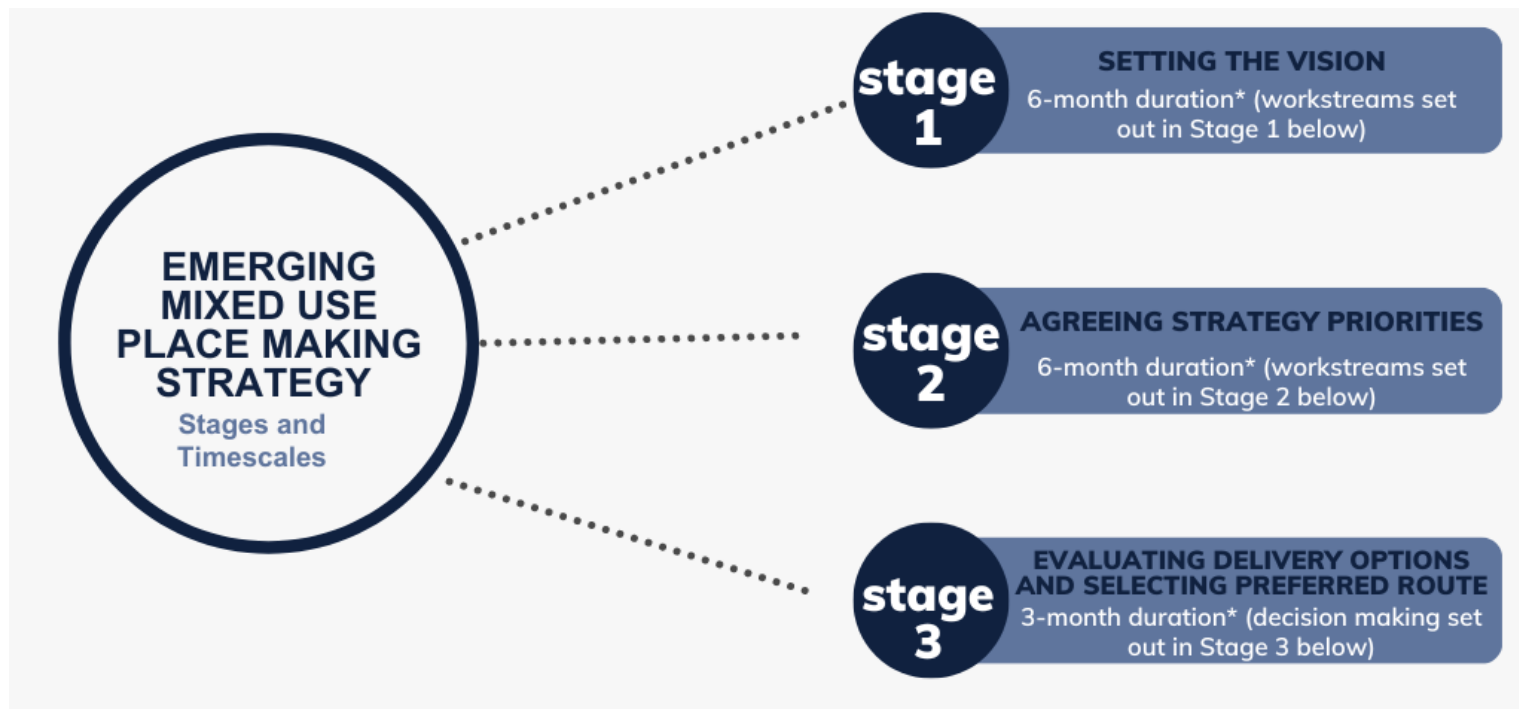 EMERGING
MIXED USE
PLACE MAKING
STRATEGY
Stages and
Timescales
stage
1
SETTING THE VISION
6-month duration* (workstreams set
out in Stage 1 below)
stage
2
AGREEING STRATEGY PRIORITIES
6-month duration* (workstreams set
out in Stage 2 below)
stage
3
EVALUATING DELIVERY OPTIONS
AND SELECTING PREFERRED ROUTE
3-month duration* (decision making set
out in Stage 3 below)